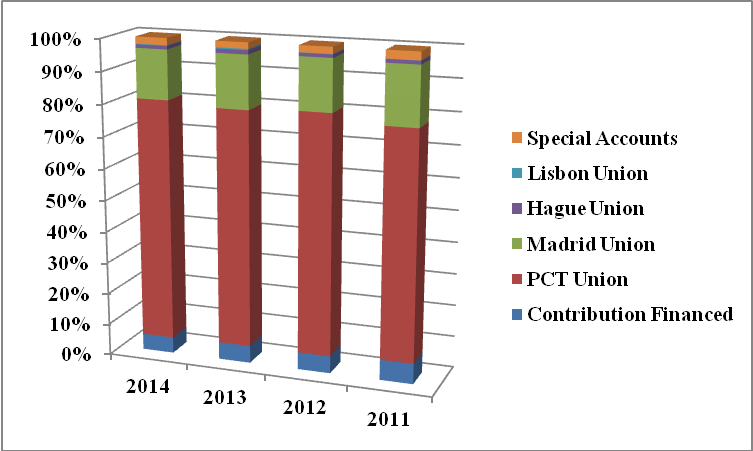 100%
90%
80%
70%
60%
50%
40%
30%
20%
10%
0%
2014
2013
2012
2011
Special Accounts
Lisbon Union
Hague Union
Madrid Union
PCT Union
Contribution Financed